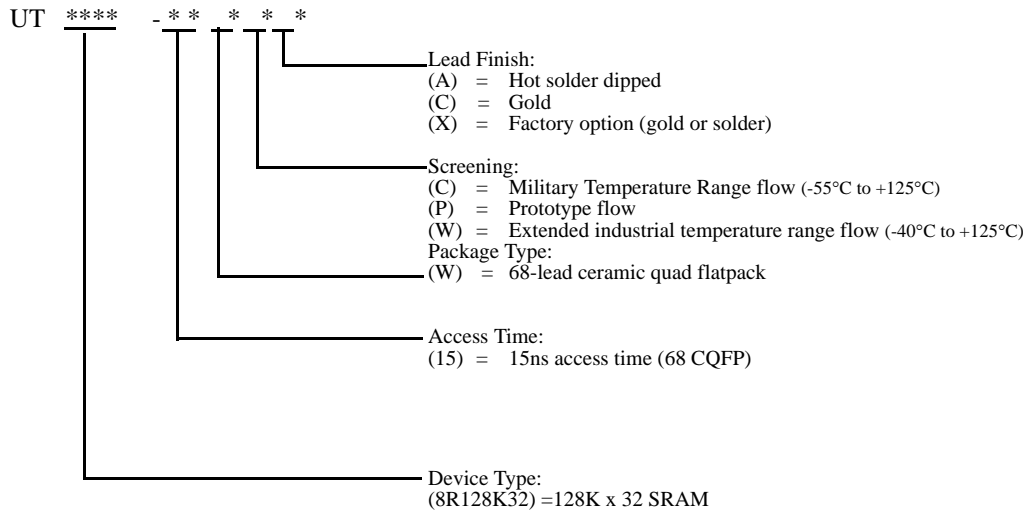 UT **** - * * * * *
Lead Finish:
(A) = Hot solder dipped
(C) = Gold
(X) = Factory option (gold or solder)
Screening:
(C) = Military Temperature Range flow (-55°C to +125°C)
(P) = Prototype flow
(W) = Extended industrial temperature range flow (-40°C to +125°C)
Package Type:
(W) = 68-lead ceramic quad flatpack
Access Time:
(15) = 15ns access time (68 CQFP)
Device Type:
(8R128K32) =128K x 32 SRAM